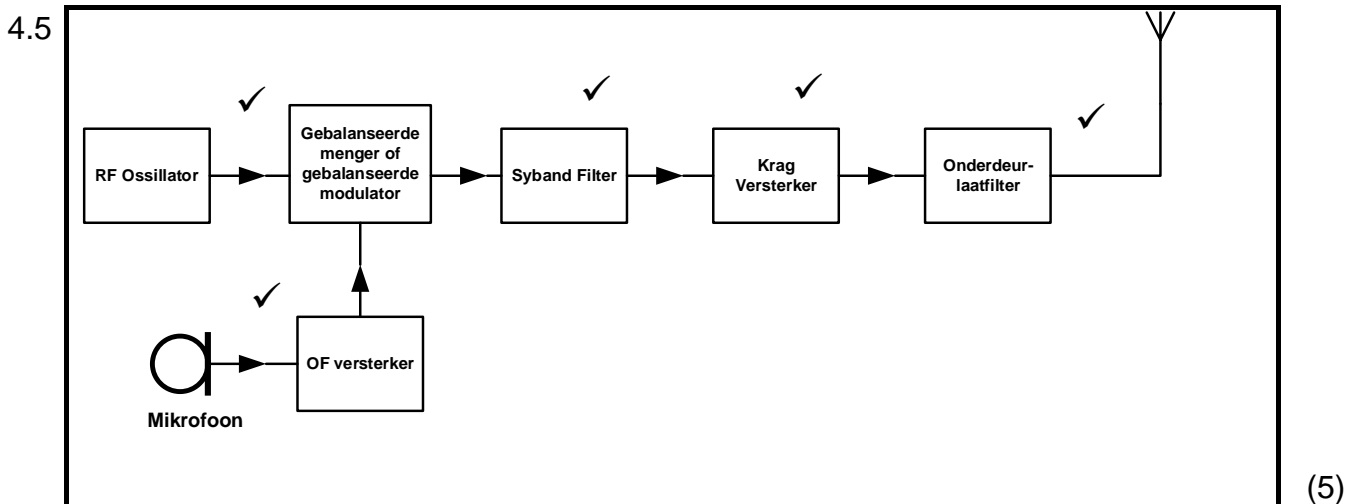 4.5
RF Ossillator
Gebalanseerde
menger of
gebalanseerde
modulator
Syband Filter
Krag
Versterker
Onderdeur-
laatfilter
OF versterker
Mikrofoon
(5)